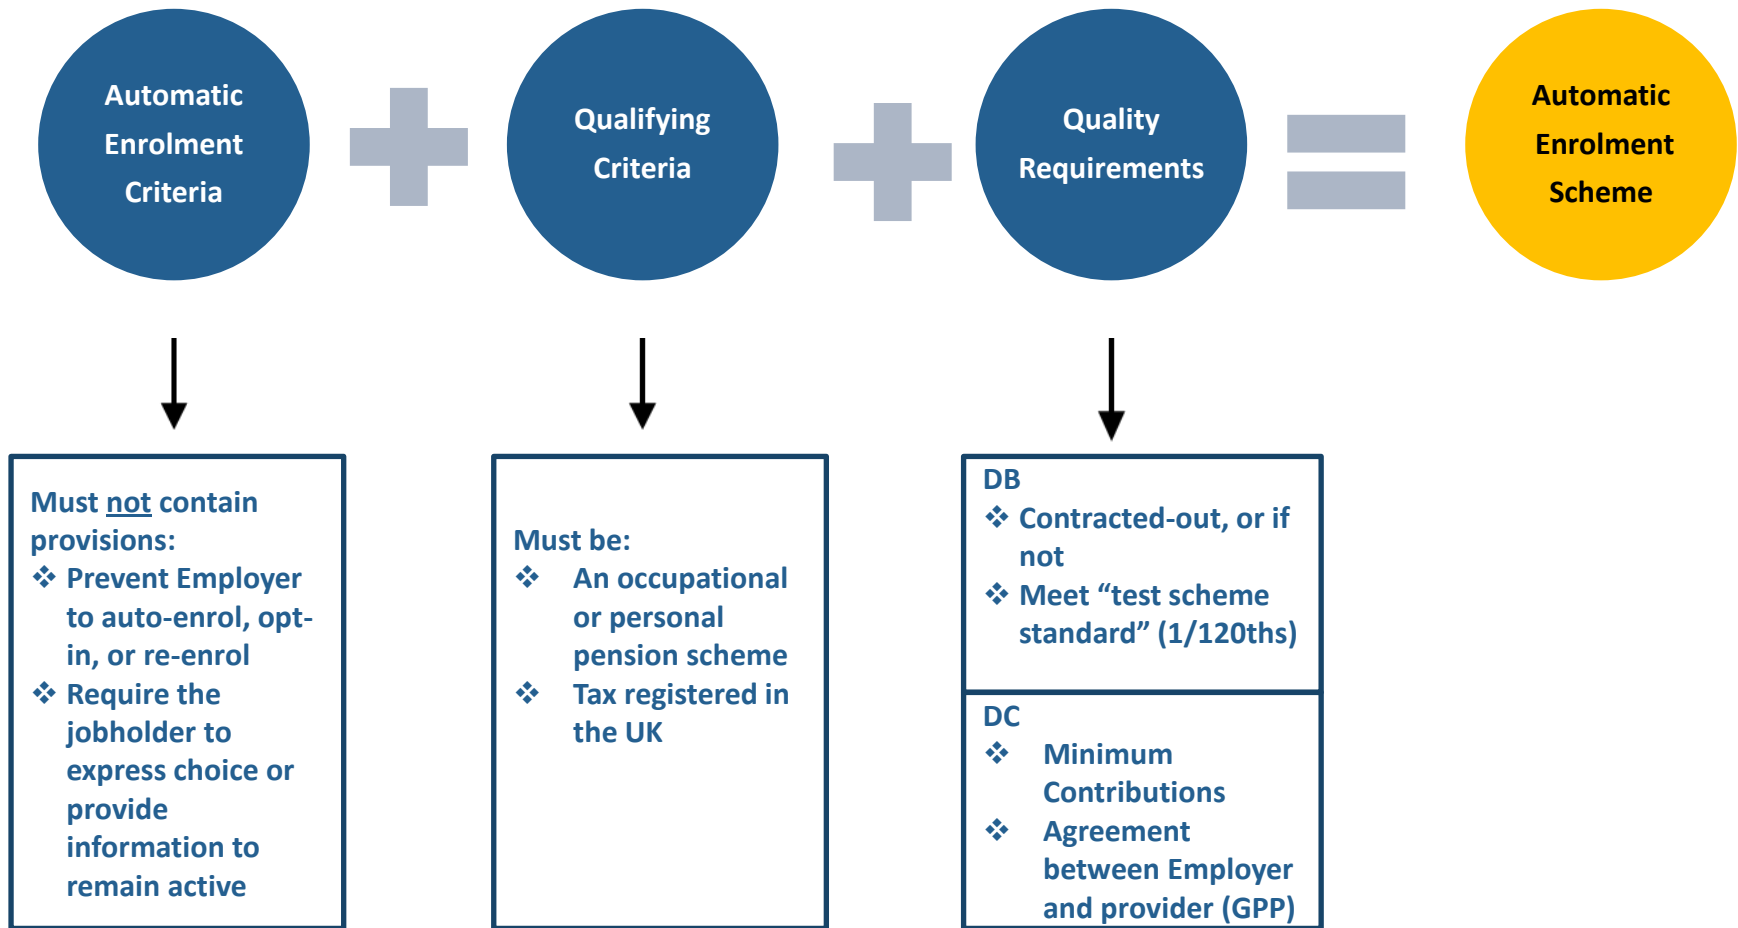 Automatic
Enrolment
Criteria
Qualifying
Criteria
Quality
Requirements
Automatic
Enrolment
Scheme
Must not contain
provisions:
❖ Prevent Employer
to auto-enrol, opt-
in, or re-enrol
❖ Require the
jobholder to
express choice or
provide
information to
remain active
Must be:
❖ An occupational
or personal
pension scheme
❖ Tax registered in
the UK
DB
❖ Contracted-out, or if
not
❖ Meet “test scheme
standard” (1/120ths)
DC
❖ Minimum
Contributions
❖ Agreement
between Employer
and provider (GPP)